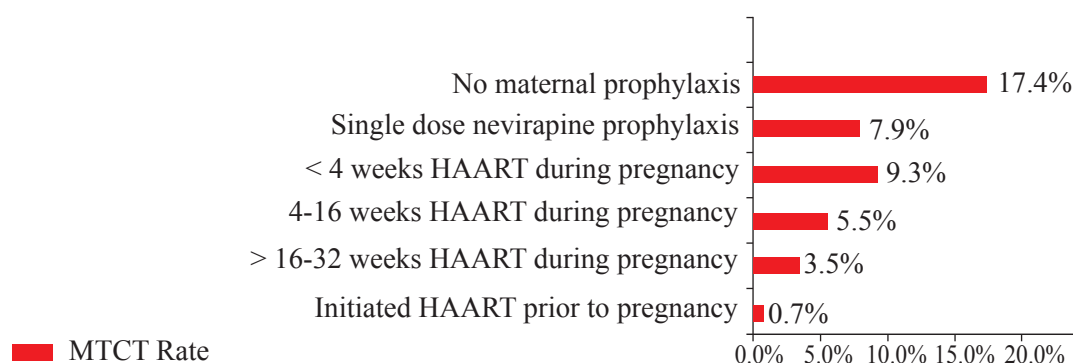 No maternal prophylaxis 17.4%
Single dose nevirapine prophylaxis 7.9%
< 4 weeks HAART during pregnancy 9.3%
4-16 weeks HAART during pregnancy 5.5%
> 16-32 weeks HAART during pregnancy 3.5%
Initiated HAART prior to pregnancy 0.7%
0.0% 5.0% 10.0% 15.0% 20.0%
MTCT Rate